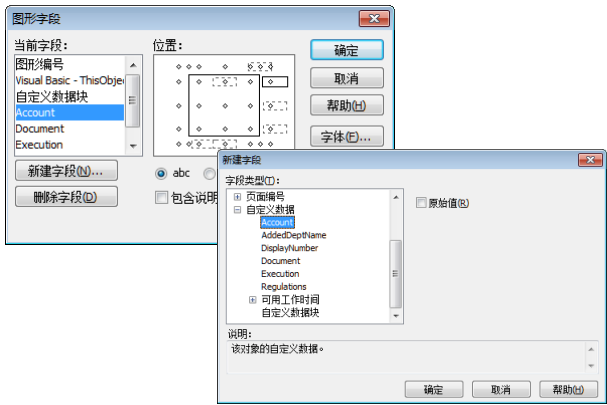 图形字段
当前字段:
图形编号
Visual Basic - ThisObje
自定义数据块
Account
Document
Execution
新建字段(N)...
删除字段(D)
位置:
abc
包含说明
确定
取消
帮助(H)
字体(F)...
新建字段
字段类型(T):
页面编号
自定义数据
Account
AddedDeptName
DisplayNumber
Document
Execution
Regulations
可用工作时间
自定义数据块
原始值(R)
说明:
该对象的自定义数据。
确定
取消
帮助(H)